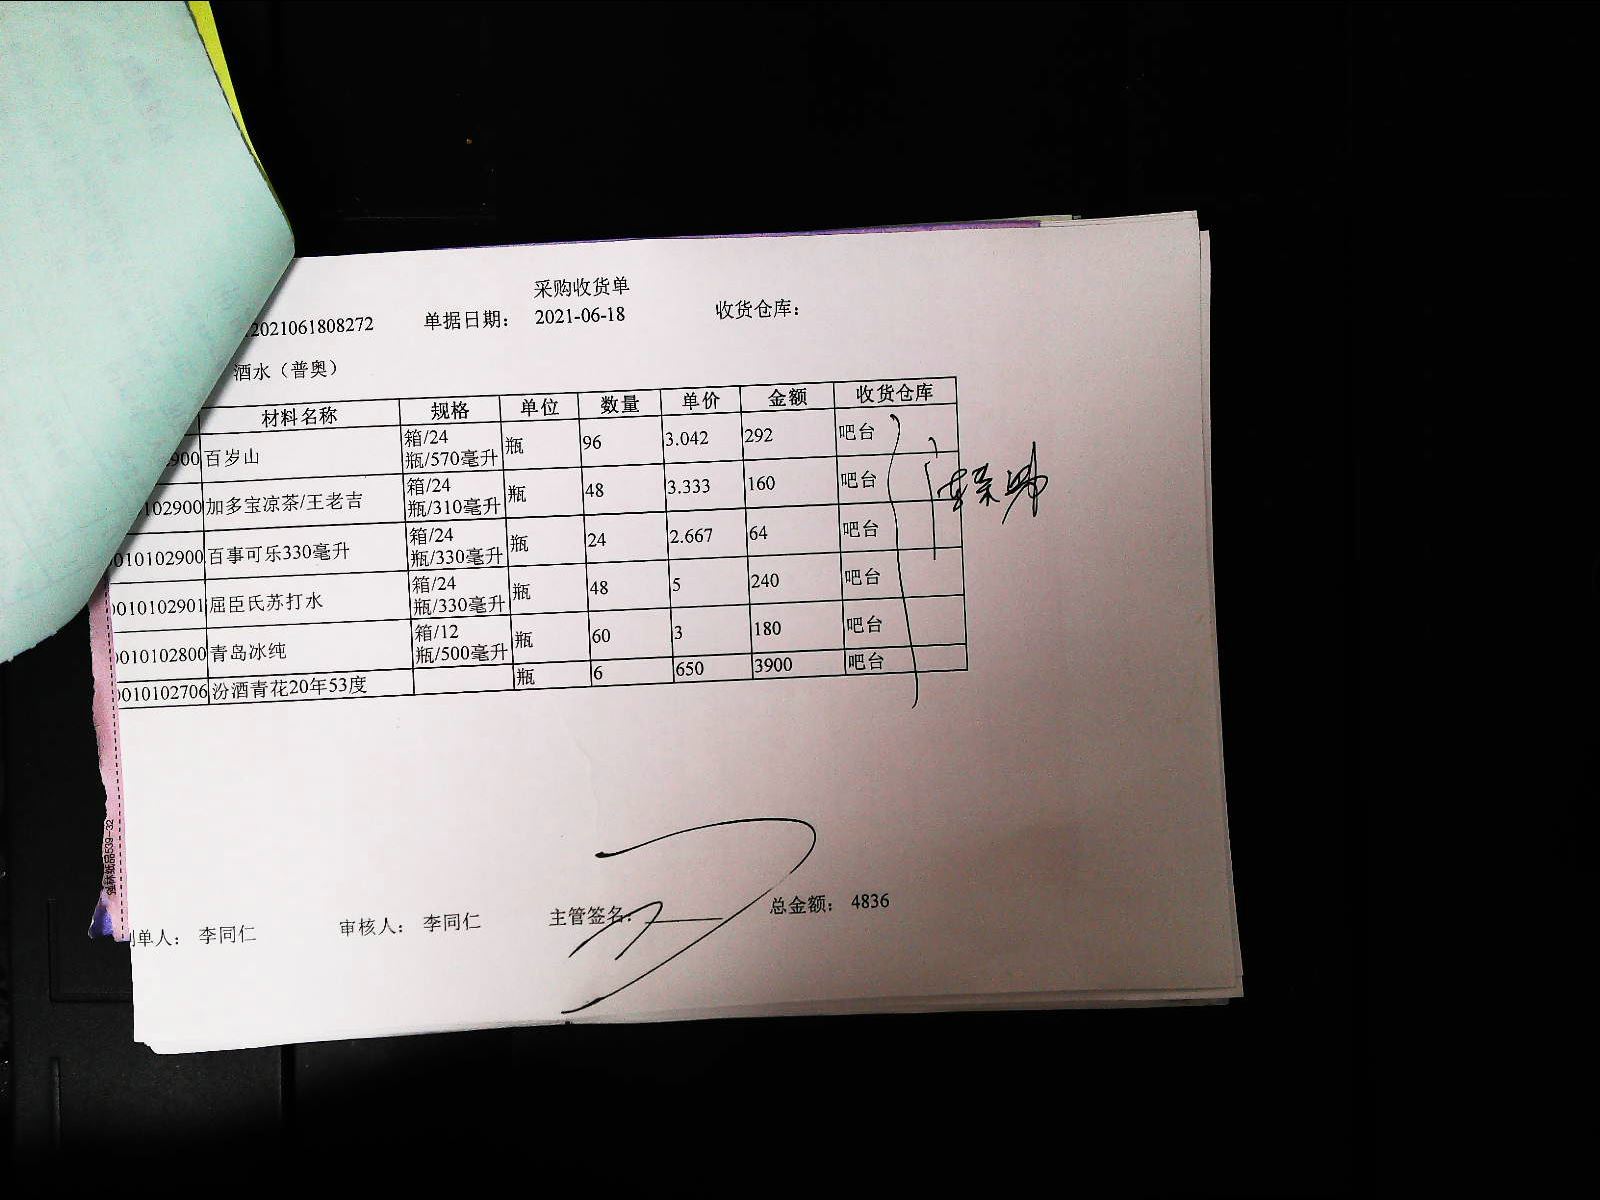 采购收货单
2021061808272 单据日期： 2021-06-18 收货仓库：
酒水（普奥）
材料名称 规格 单位 数量 单价 金额 收货仓库
900 百岁山 箱/24 瓶/570毫升 瓶 96 3.042 292 吧台
102900 加多宝凉茶/王老吉 箱/24 瓶/310毫升 瓶 48 3.333 160 吧台
010102900 百事可乐330毫升 箱/24 瓶/330毫升 瓶 24 2.667 64 吧台
010102901 屈臣氏苏打水 箱/24 瓶/330毫升 瓶 48 5 240 吧台
010102800 青岛冰纯 箱/12 瓶/500毫升 瓶 60 3 180 吧台
010102706 汾酒青花20年53度 瓶 6 650 3900 吧台
制单人： 李同仁 审核人： 李同仁 主管签名： 总金额： 4836